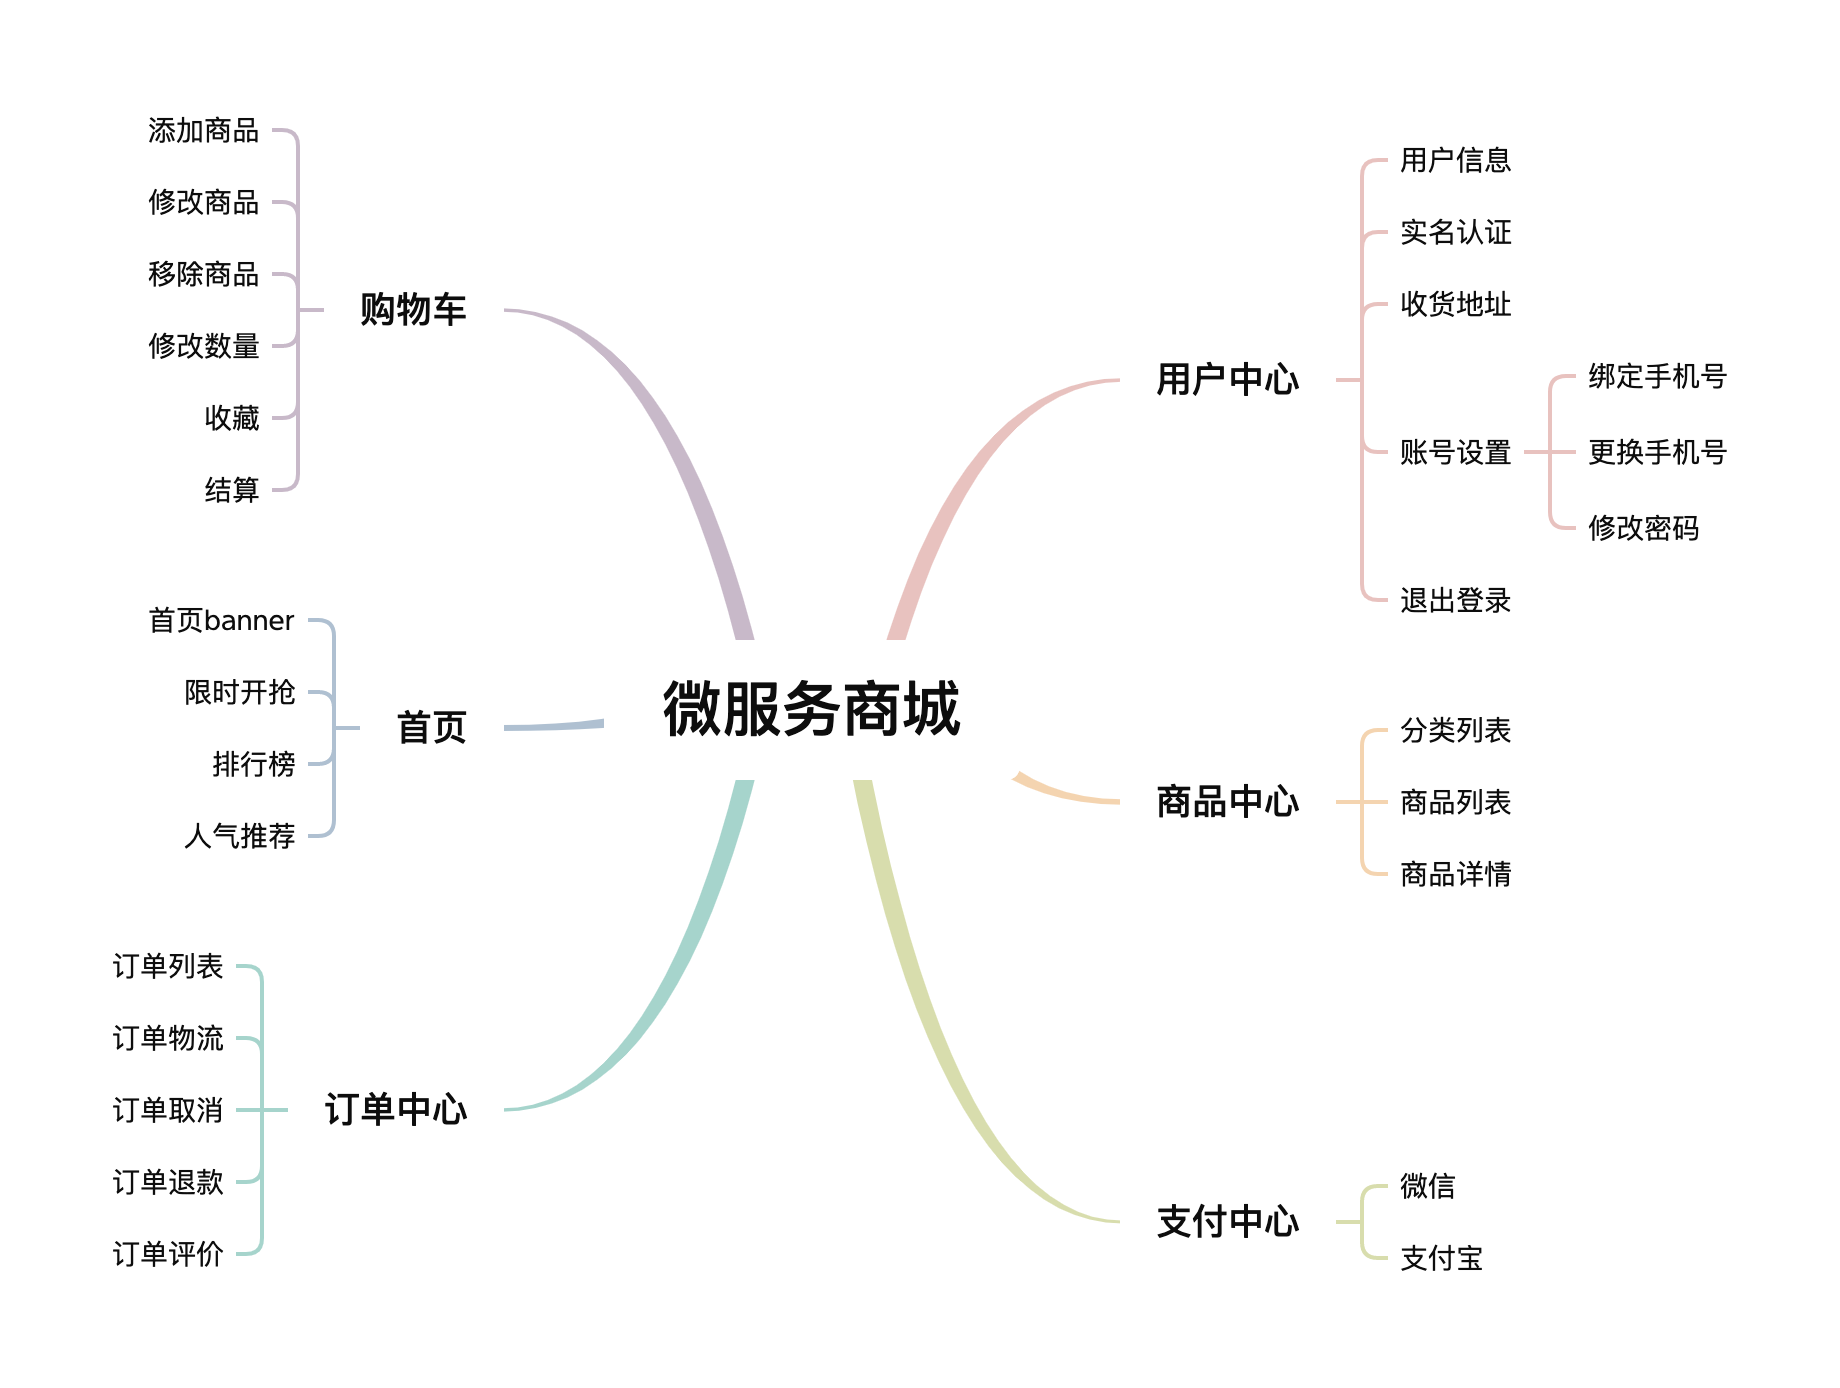 微服务商城
用户中心
用户信息
实名认证
收货地址
账号设置
绑定手机号
更换手机号
修改密码
退出登录
商品中心
分类列表
商品列表
商品详情
支付中心
微信
支付宝
购物车
添加商品
修改商品
移除商品
修改数量
收藏
结算
首页
首页banner
限时开抢
排行榜
人气推荐
订单中心
订单列表
订单物流
订单取消
订单退款
订单评价